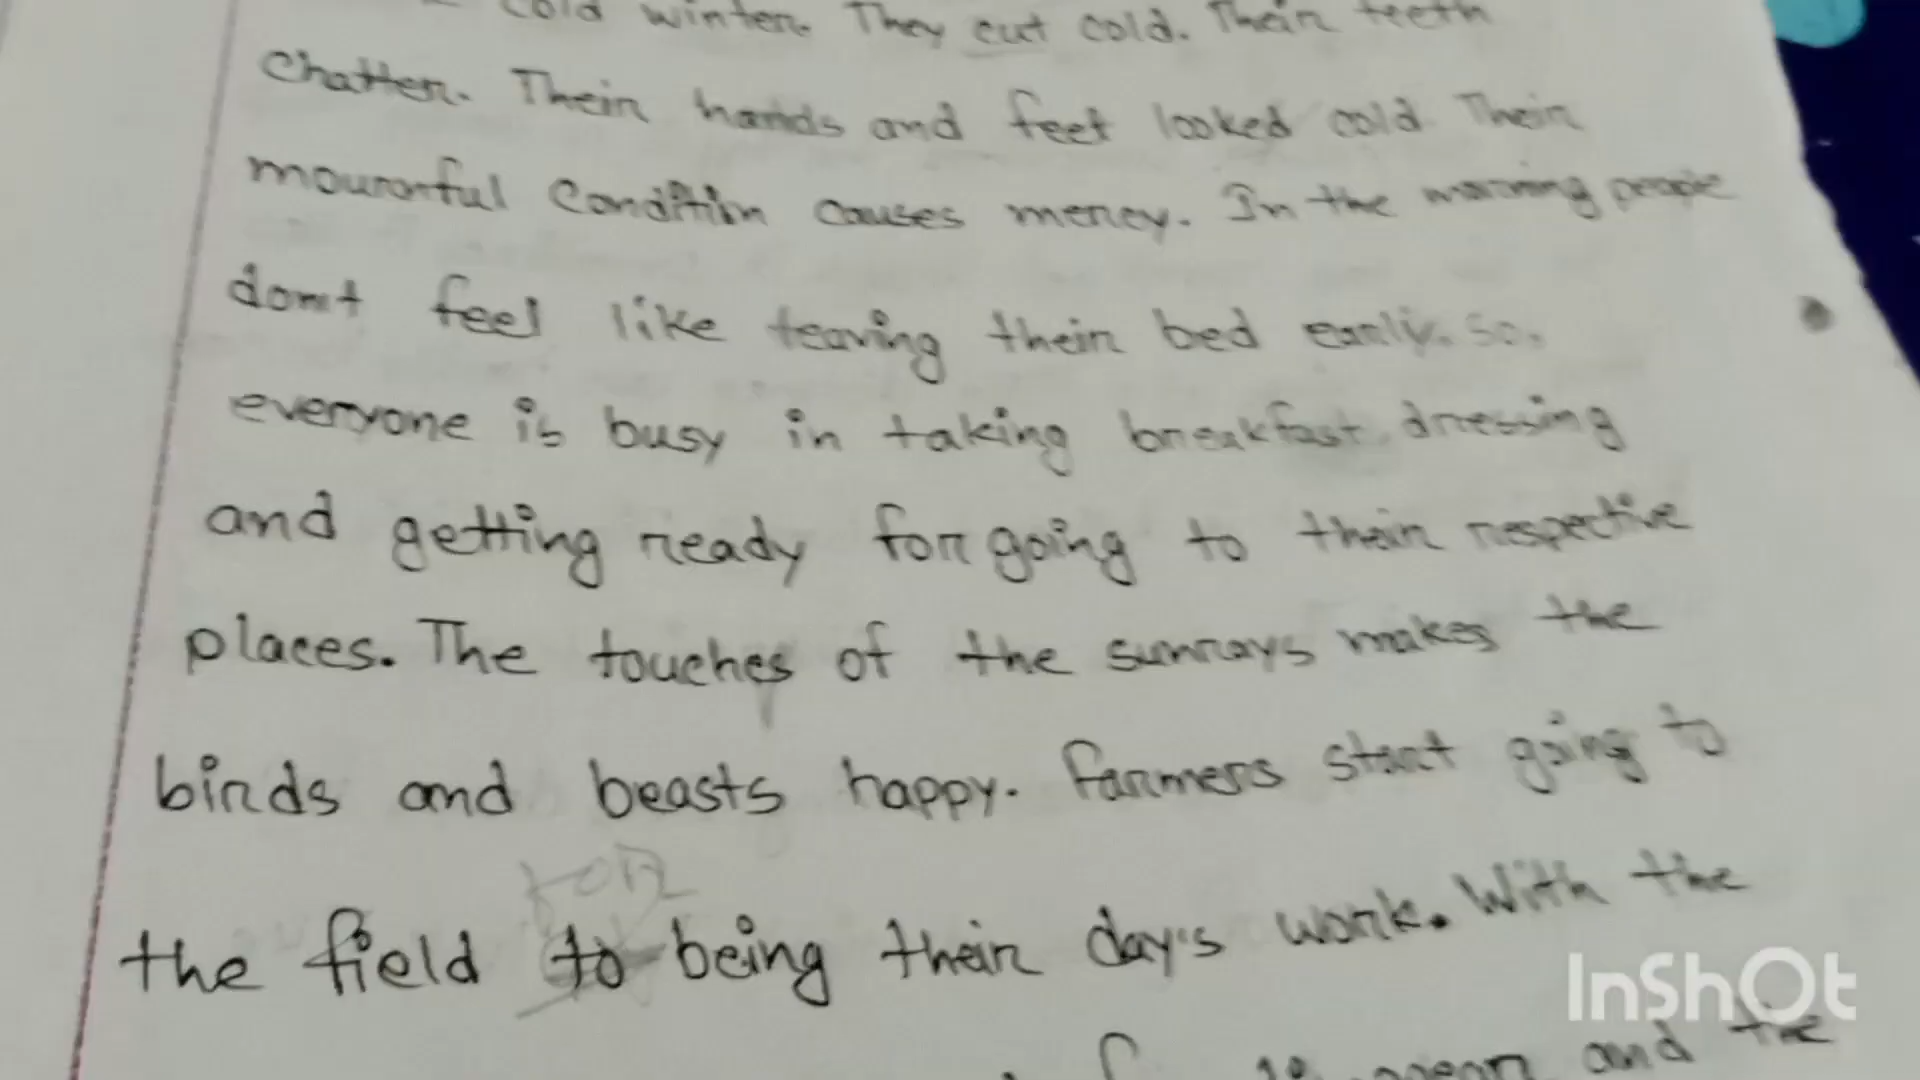 cold winter. They cut cold. Their teeth
Chatter. Their hands and feet looked cold Their
mournful Condition causes mercy. In the morning people
don't feel like leaving their bed early. So,
everyone is busy in taking breakfast, dressing
and getting ready for going to their respective
places. The touches of the sunrays makes the
birds and beasts happy. Farmers start going to
for
the field to being their day's work. With the
and the
InShOt